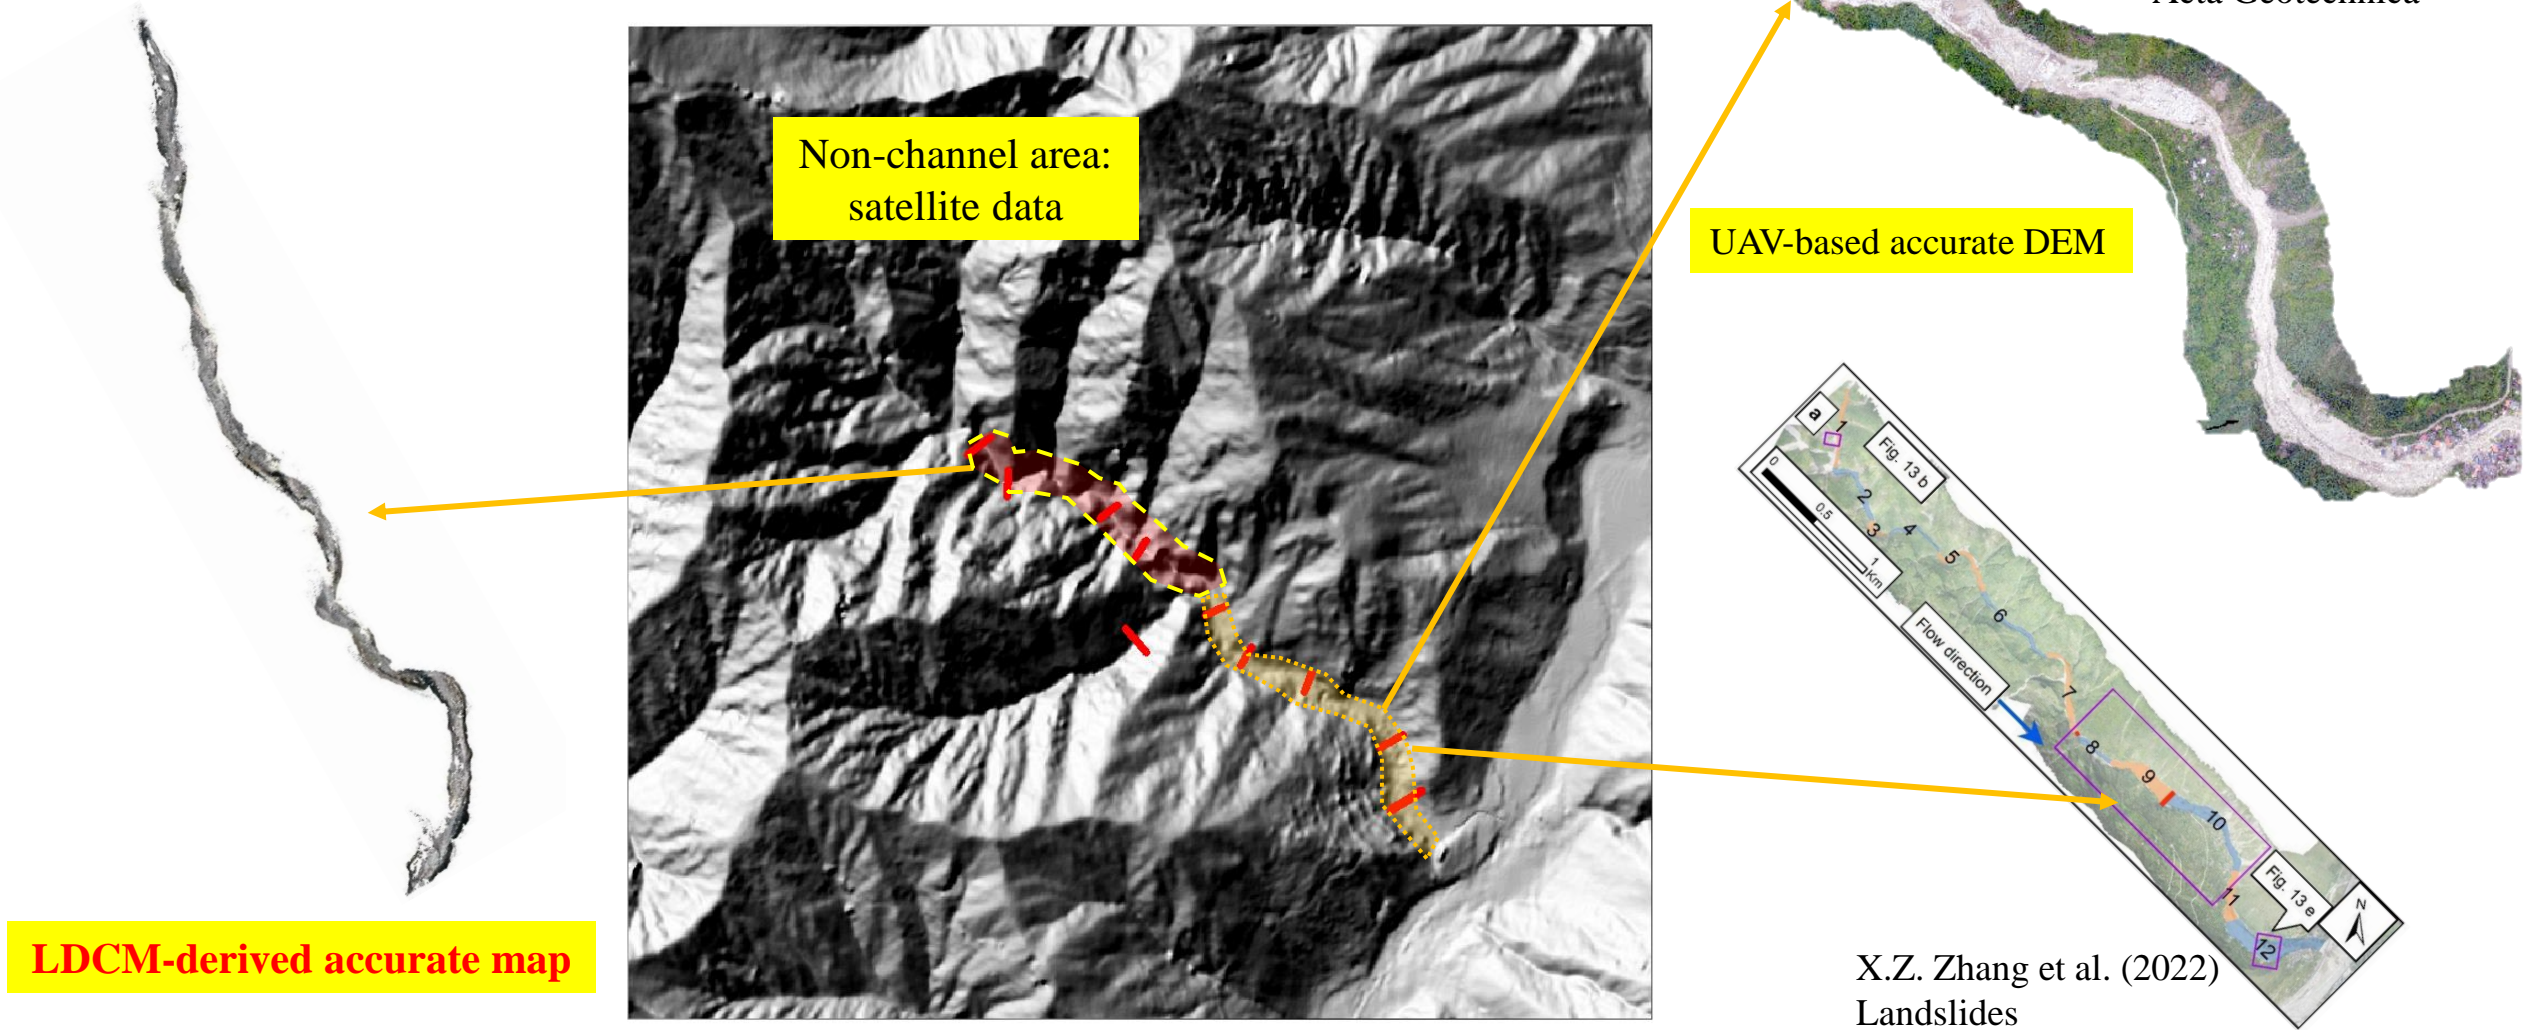 Acta Geotechnica
Non-channel area:
satellite data
UAV-based accurate DEM
a
1
Fig. 13 b
0
0.5
1
Km
2
3
4
5
6
Flow direction
7
8
9
10
11
Fig. 13 e
N
12
LDCM-derived accurate map
X.Z. Zhang et al. (2022)
Landslides